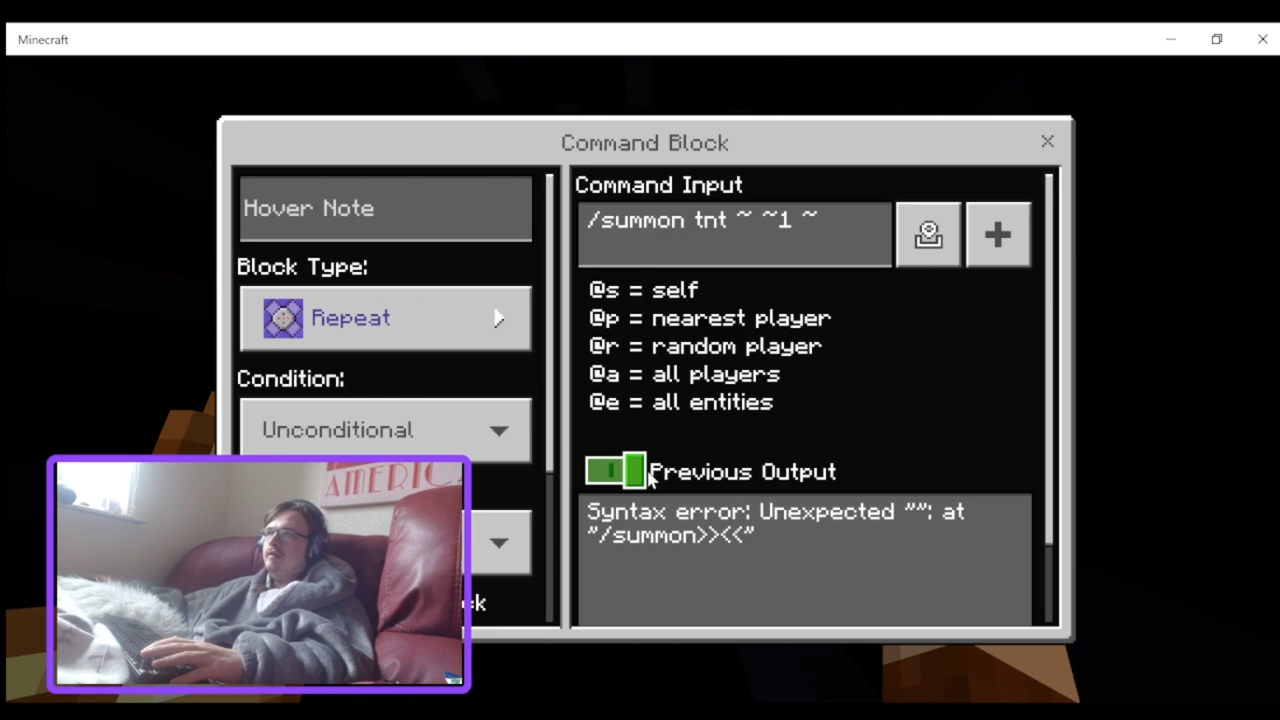 Minecraft
Command Block
Hover Note
Block Type:
Repeat
Condition:
Unconditional
ck
Command Input
/summon tnt ~ ~1 ~
@s = self
@p = nearest player
@r = random player
@a = all players
@e = all entities
Previous Output
Syntax error: Unexpected "": at
"/summon>><<"
AMERIC